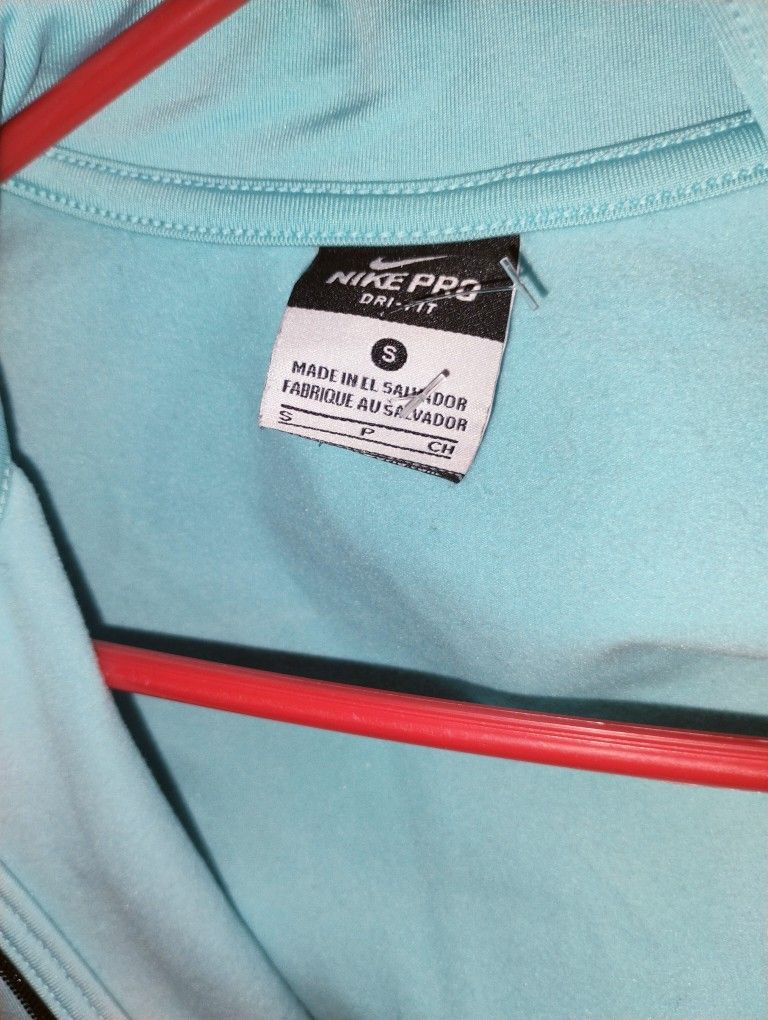 NIKE PRO
DRI-FIT
S
MADE IN EL SALVADOR
FABRIQUE AU SALVADOR
S P CH